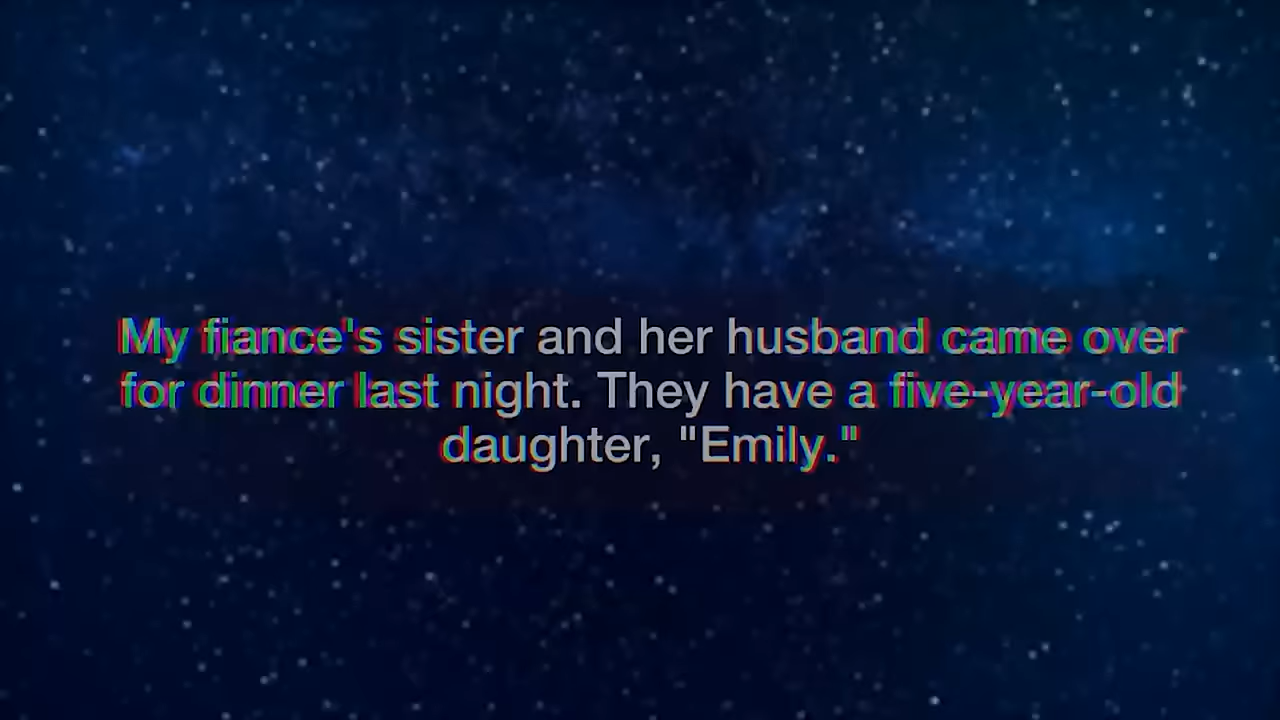 My fiance's sister and her husband came over
for dinner last night. They have a five-year-old
daughter, "Emily."